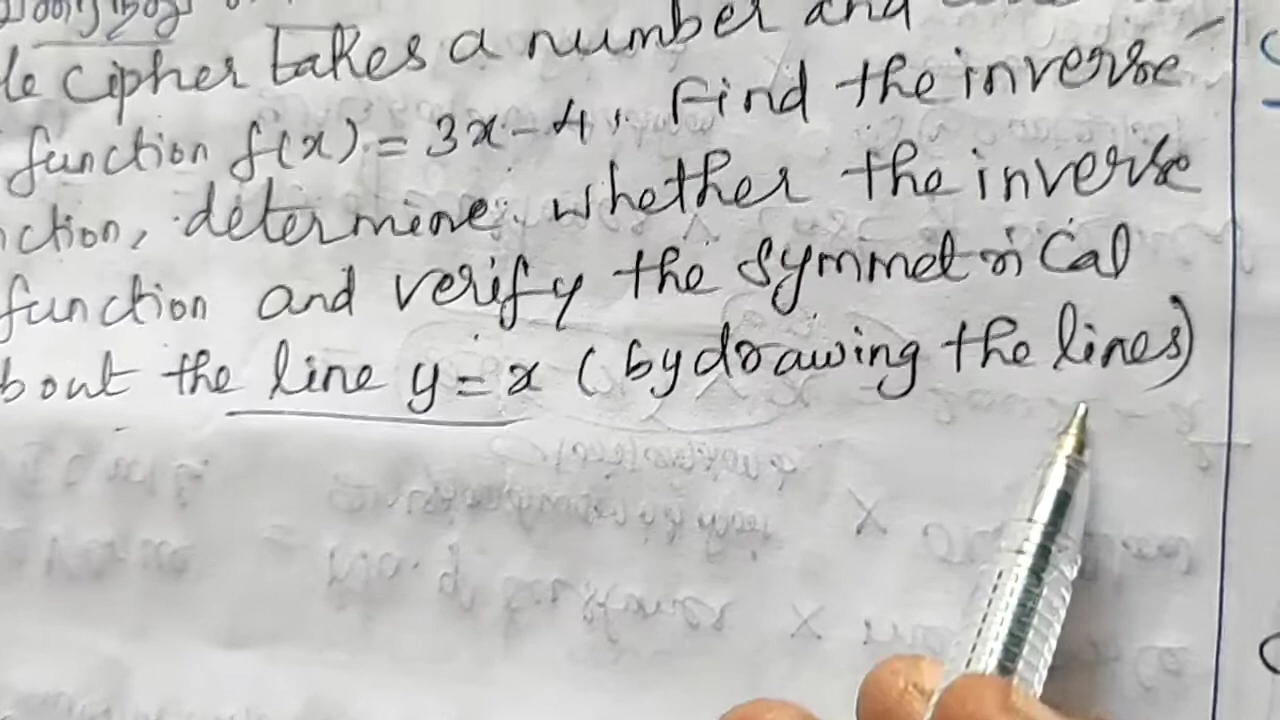 le cipher takes a number and
function f(x) = 3x - 4, Find the inverse
ction, determine whether the inverse
function and verify the symmetrical
bout the line y = x (by drawing the lines)